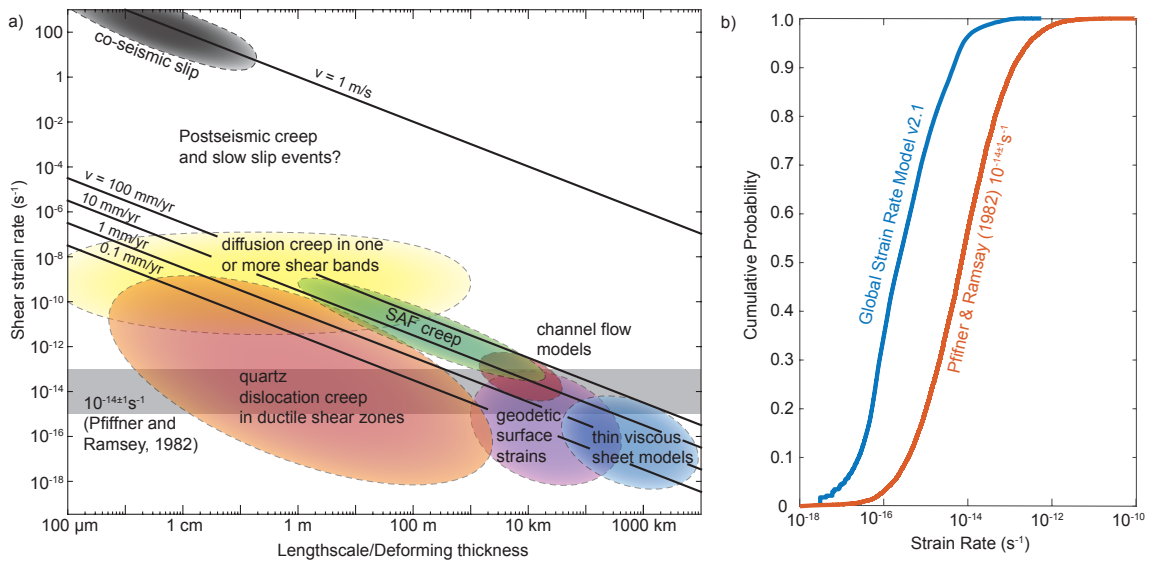 a)
Shear strain rate (s⁻¹)
100
1
10⁻²
10⁻⁴
10⁻⁶
10⁻⁸
10⁻¹⁰
10⁻¹²
10⁻¹⁴
10⁻¹⁶
10⁻¹⁸
co-seismic slip
v = 1 m/s
Postseismic creep
and slow slip events?
v = 100 mm/yr
10 mm/yr
1 mm/yr
0.1 mm/yr
diffusion creep in one
or more shear bands
SAF creep
channel flow
models
quartz
dislocation creep
in ductile shear zones
10⁻¹⁴±¹s⁻¹
(Pfiffner and
Ramsey, 1982)
geodetic
surface
strains
thin viscous
sheet models
100 µm
1 cm
1 m
100 m
10 km
1000 km
Lengthscale/Deforming thickness
b)
Cumulative Probability
1.0
0.9
0.8
0.7
0.6
0.5
0.4
0.3
0.2
0.1
0
Global Strain Rate Model v2.1
Pfiffner & Ramsay (1982) 10⁻¹⁴±¹s⁻¹
10⁻¹⁸
10⁻¹⁶
10⁻¹⁴
10⁻¹²
10⁻¹⁰
Strain Rate (s⁻¹)